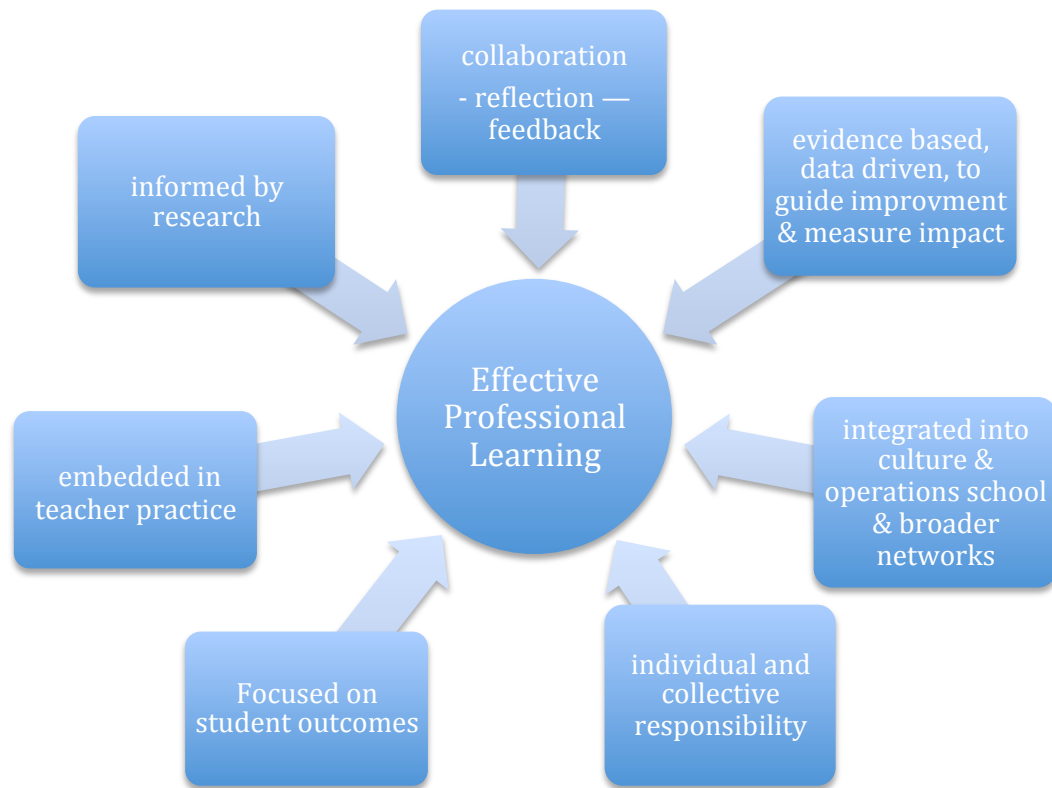 collaboration
- reflection —
feedback
evidence based,
data driven, to
guide improvment
& measure impact
informed by
research
Effective
Professional
Learning
integrated into
culture &
operations school
& broader
networks
embedded in
teacher practice
individual and
collective
responsibility
Focused on
student outcomes